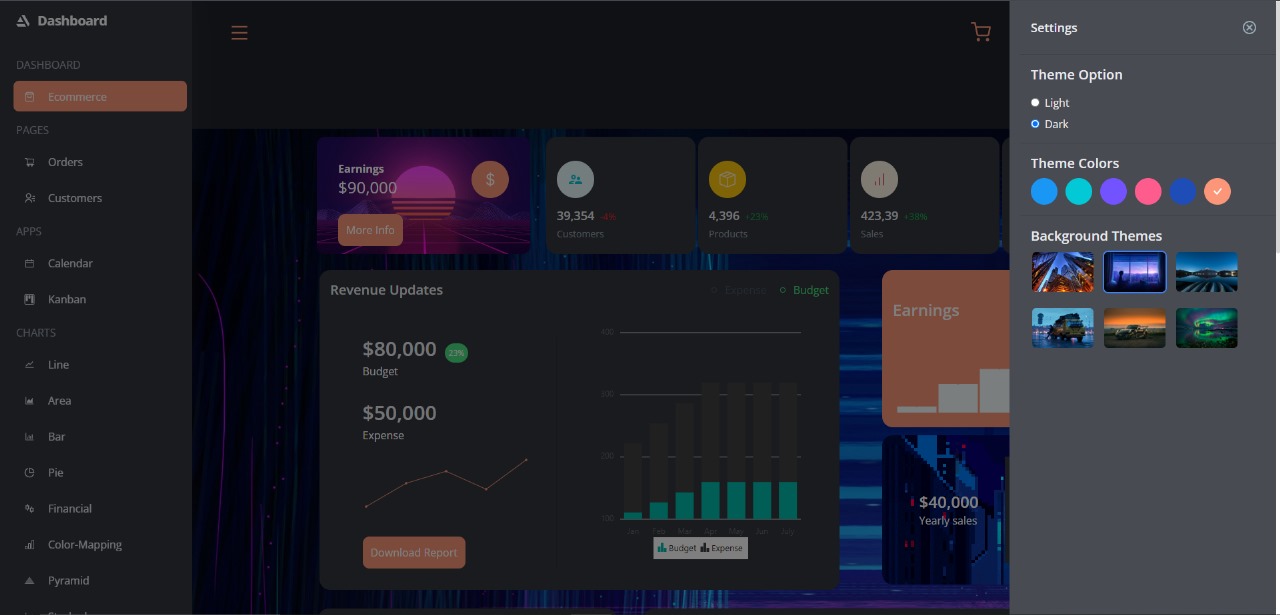 Dashboard
DASHBOARD
Ecommerce
PAGES
Orders
Customers
APPS
Calendar
Kanban
CHARTS
Line
Area
Bar
Pie
Financial
Color-Mapping
Pyramid
Earnings
$90,000
More Info
$
39,354 -4%
Customers
4,396 +23%
Products
423,39 +38%
Sales
Revenue Updates
Expense
Budget
$80,000 23%
Budget
$50,000
Expense
Download Report
400
300
200
100
Jan Feb Mar Apr May Jun July
Budget Expense
Earnings
$40,000
Yearly sales
Settings
Theme Option
Light
Dark
Theme Colors
Background Themes